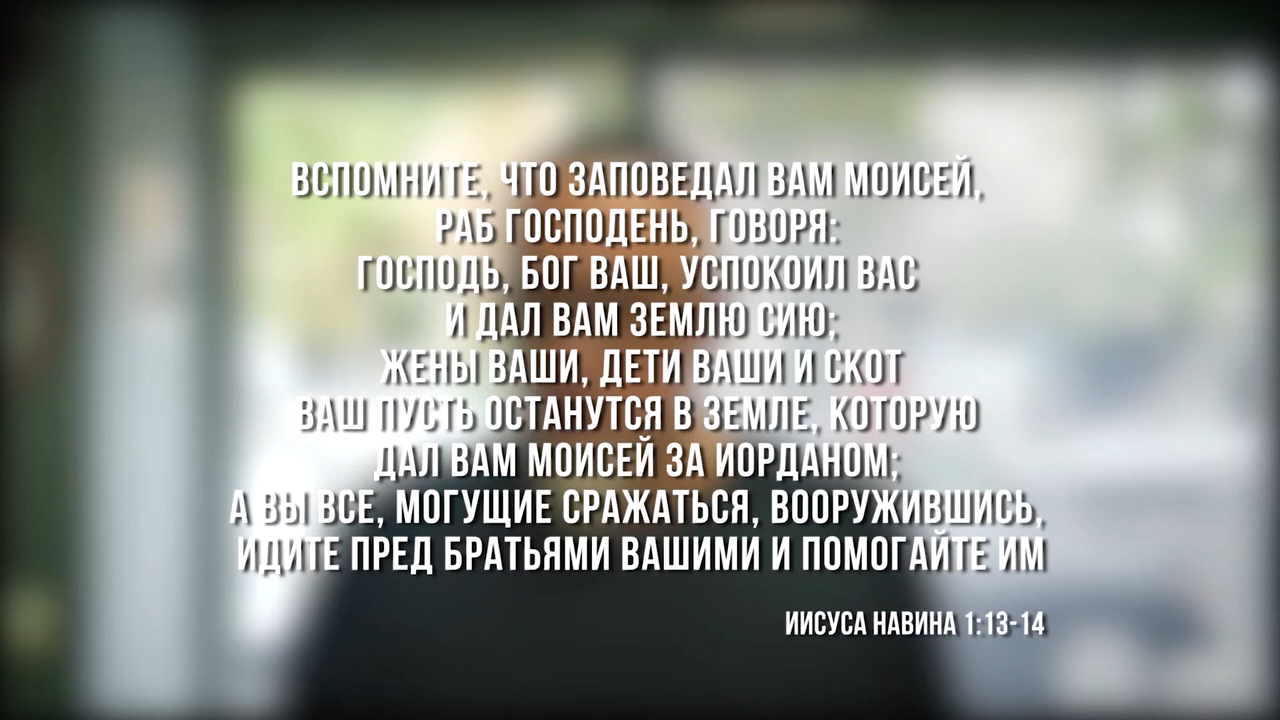 ВСПОМНИТЕ, ЧТО ЗАПОВЕДАЛ ВАМ МОИСЕЙ,
РАБ ГОСПОДЕНЬ, ГОВОРЯ:
ГОСПОДЬ, БОГ ВАШ, УСПОКОИЛ ВАС
И ДАЛ ВАМ ЗЕМЛЮ СИЮ;
ЖЕНЫ ВАШИ, ДЕТИ ВАШИ И СКОТ
ВАШ ПУСТЬ ОСТАНУТСЯ В ЗЕМЛЕ, КОТОРУЮ
ДАЛ ВАМ МОИСЕЙ ЗА ИОРДАНОМ;
А ВЫ ВСЕ, МОГУЩИЕ СРАЖАТЬСЯ, ВООРУЖИВШИСЬ,
ИДИТЕ ПРЕД БРАТЬЯМИ ВАШИМИ И ПОМОГАЙТЕ ИМ
ИИСУСА НАВИНА 1:13-14